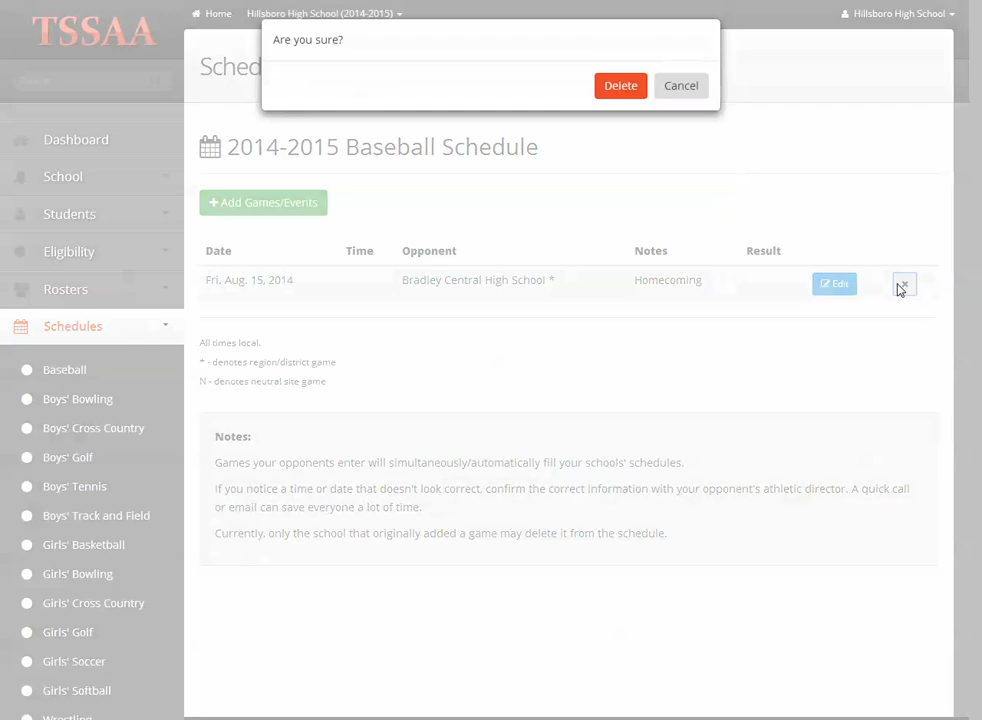 TSSAA
Home
Hillsboro High School (2014-2015)
Hillsboro High School
Are you sure?
Delete
Cancel
Sched
Dashboard
School
Students
Eligibility
Rosters
Schedules
Baseball
Boys' Bowling
Boys' Cross Country
Boys' Golf
Boys' Tennis
Boys' Track and Field
Girls' Basketball
Girls' Bowling
Girls' Cross Country
Girls' Golf
Girls' Soccer
Girls' Softball
Wrestling
2014-2015 Baseball Schedule
+ Add Games/Events
Date Time Opponent Notes Result
Fri, Aug. 15, 2014 Bradley Central High School * Homecoming Edit ×
All times local.
* - denotes region/district game
N - denotes neutral site game
Notes:
Games your opponents enter will simultaneously/automatically fill your schools' schedules.
If you notice a time or date that doesn't look correct, confirm the correct information with your opponent's athletic director. A quick call
or email can save everyone a lot of time.
Currently, only the school that originally added a game may delete it from the schedule.